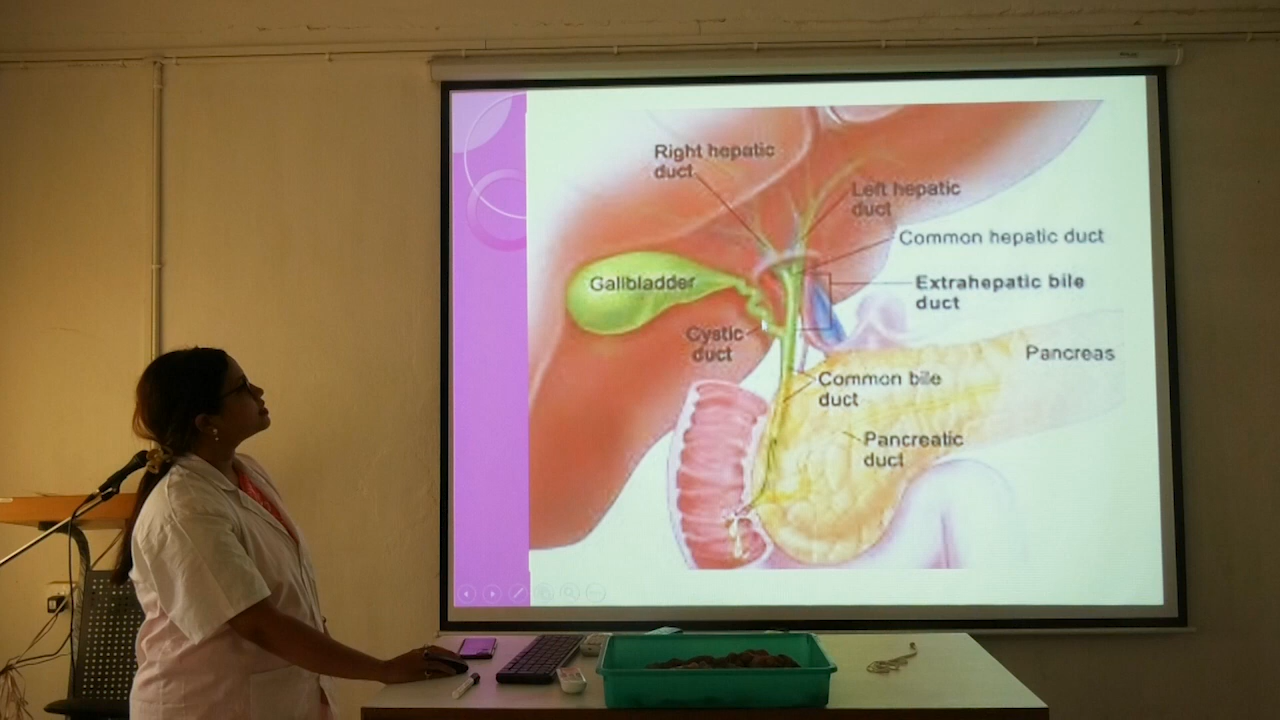 Right hepatic
duct
Left hepatic
duct
Common hepatic duct
Gallbladder
Extrahepatic bile
duct
Cystic
duct
Pancreas
Common bile
duct
Pancreatic
duct